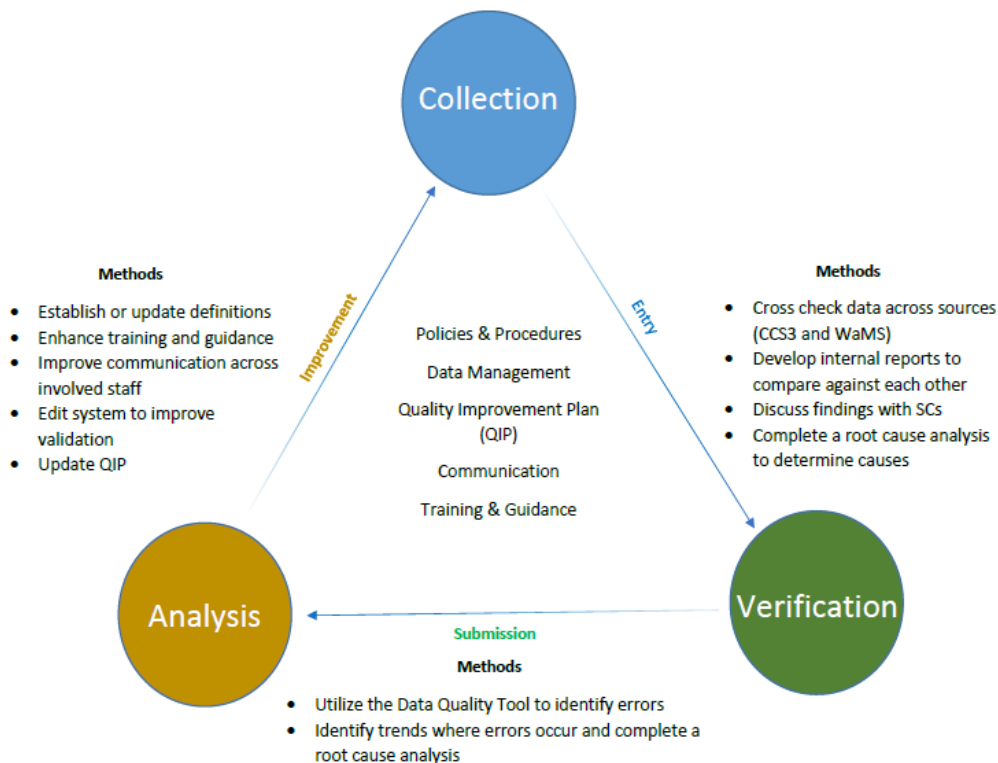 Collection
Improvement
Entry
Methods
• Establish or update definitions
• Enhance training and guidance
• Improve communication across
involved staff
• Edit system to improve
validation
• Update QIP
Policies & Procedures
Data Management
Quality Improvement Plan
(QIP)
Communication
Training & Guidance
Methods
• Cross check data across sources
(CCS3 and WaMS)
• Develop internal reports to
compare against each other
• Discuss findings with SCs
• Complete a root cause analysis
to determine causes
Analysis
Verification
Submission
Methods
• Utilize the Data Quality Tool to identify errors
• Identify trends where errors occur and complete a
root cause analysis